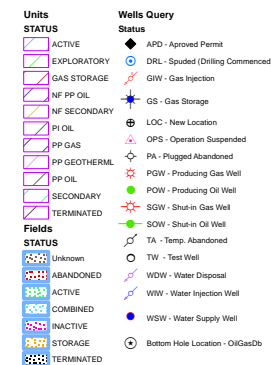 Units
STATUS
ACTIVE
EXPLORATORY
GAS STORAGE
NF PP OIL
NF SECONDARY
PI OIL
PP GAS
PP GEOTHERML
PP OIL
SECONDARY
TERMINATED
Fields
STATUS
Unknown
ABANDONED
ACTIVE
COMBINED
INACTIVE
STORAGE
TERMINATED
Wells Query
Status
APD - Aproved Permit
DRL - Spuded (Drilling Commenced
GIW - Gas Injection
GS - Gas Storage
LOC - New Location
OPS - Operation Suspended
PA - Plugged Abandoned
PGW - Producing Gas Well
POW - Producing Oil Well
SGW - Shut-in Gas Well
SOW - Shut-in Oil Well
TA - Temp. Abandoned
TW - Test Well
WDW - Water Disposal
WIW - Water Injection Well
WSW - Water Supply Well
Bottom Hole Location - OilGasDb